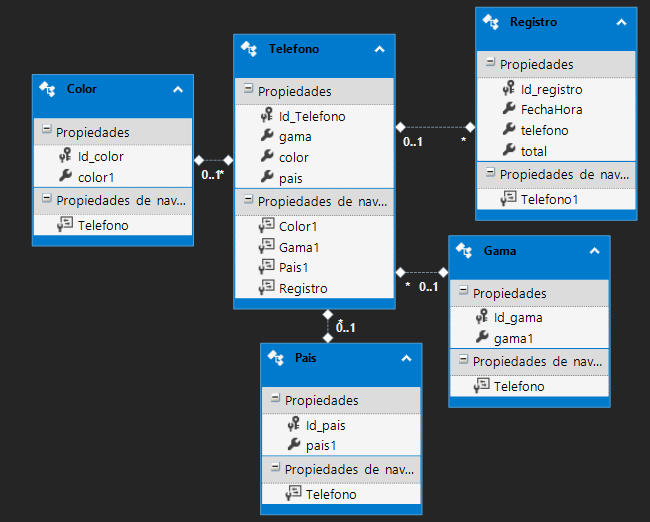 Color
Propiedades
Id_color
color1
Propiedades de nav...
Telefono
Telefono
Propiedades
Id_Telefono
gama
color
pais
Propiedades de nav...
Color1
Gama1
Pais1
Registro
Registro
Propiedades
Id_registro
FechaHora
telefono
total
Propiedades de nav...
Telefono1
Gama
Propiedades
Id_gama
gama1
Propiedades de nav...
Telefono
Pais
Propiedades
Id_pais
pais1
Propiedades de nav...
Telefono
0..1 *
0..1 *
* 0..1
*
0..1